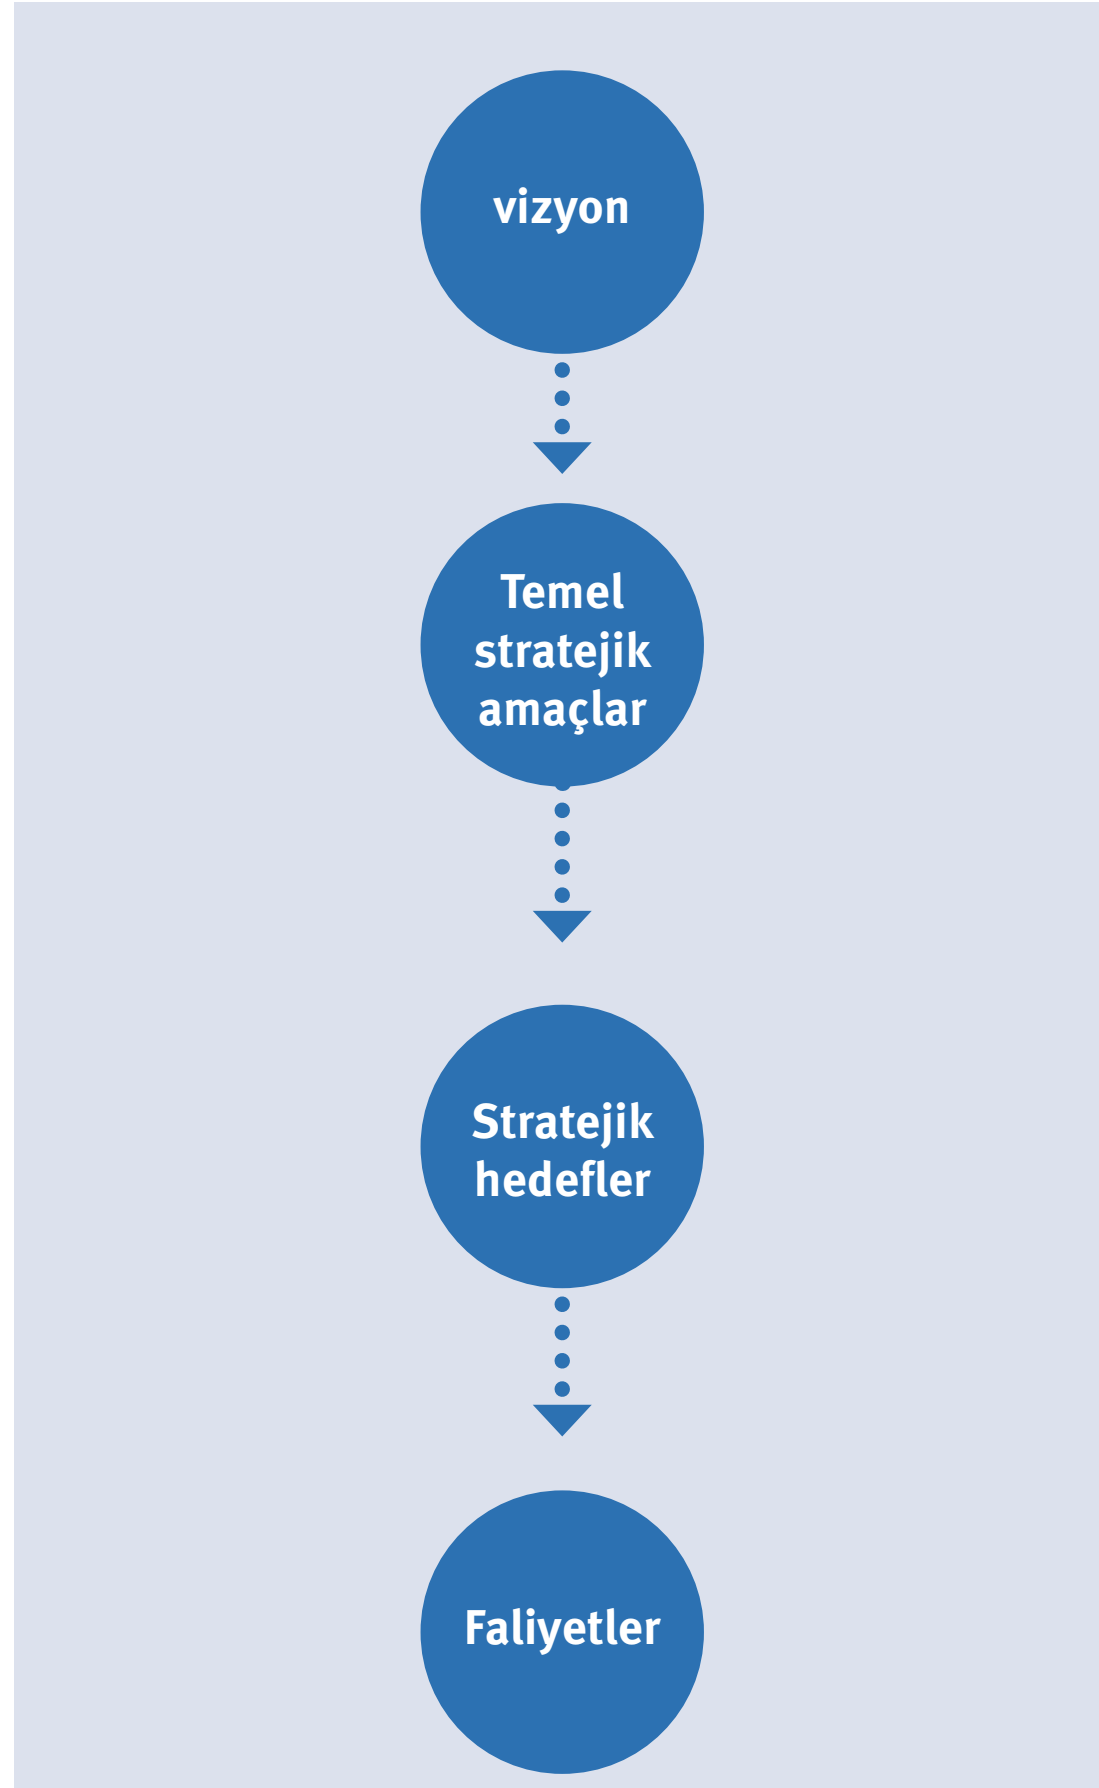 vizyon
Temel
stratejik
amaçlar
Stratejik
hedefler
Faliyetler